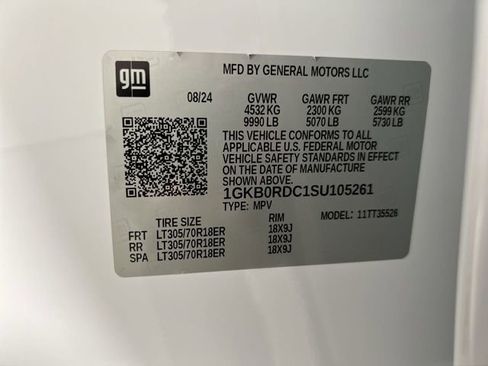 gm
MFD BY GENERAL MOTORS LLC
08/24 GVWR GAWR FRT GAWR RR
4532 KG 2300 KG 2599 KG
9990 LB 5070 LB 5730 LB
THIS VEHICLE CONFORMS TO ALL
APPLICABLE U.S. FEDERAL MOTOR
VEHICLE SAFETY STANDARDS IN EFFECT
ON THE DATE OF MANUFACTURE
SHOWN ABOVE.
1GKB0RDC1SU105261
TYPE: MPV
TIRE SIZE RIM MODEL: 11TT35526
FRT LT305/70R18ER 18X9J
RR LT305/70R18ER 18X9J
SPA LT305/70R18ER 18X9J